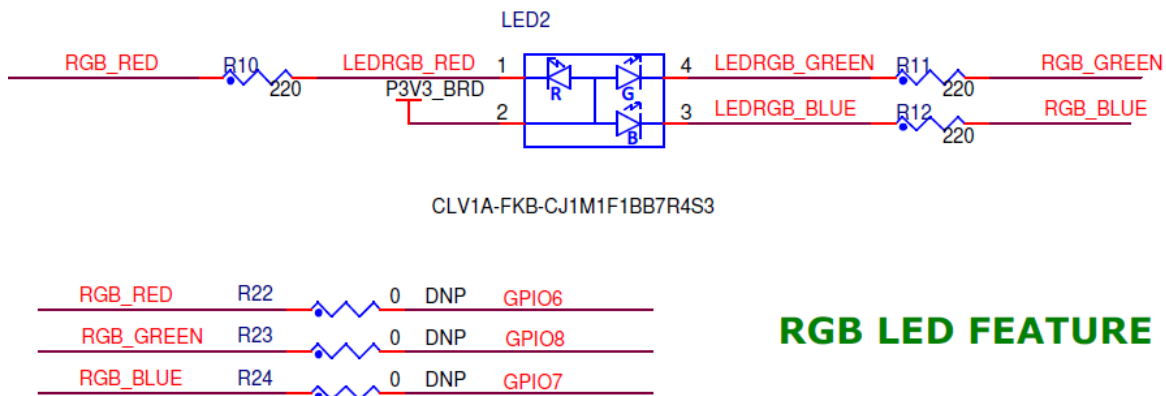 LED2
RGB_RED R10 220 LEDRGB_RED 1 R G 4 LEDRGB_GREEN R11 220 RGB_GREEN
P3V3_BRD 2 B 3 LEDRGB_BLUE R12 220 RGB_BLUE
CLV1A-FKB-CJ1M1F1BB7R4S3
RGB_RED R22 0 DNP GPIO6
RGB_GREEN R23 0 DNP GPIO8
RGB_BLUE R24 0 DNP GPIO7
RGB LED FEATURE